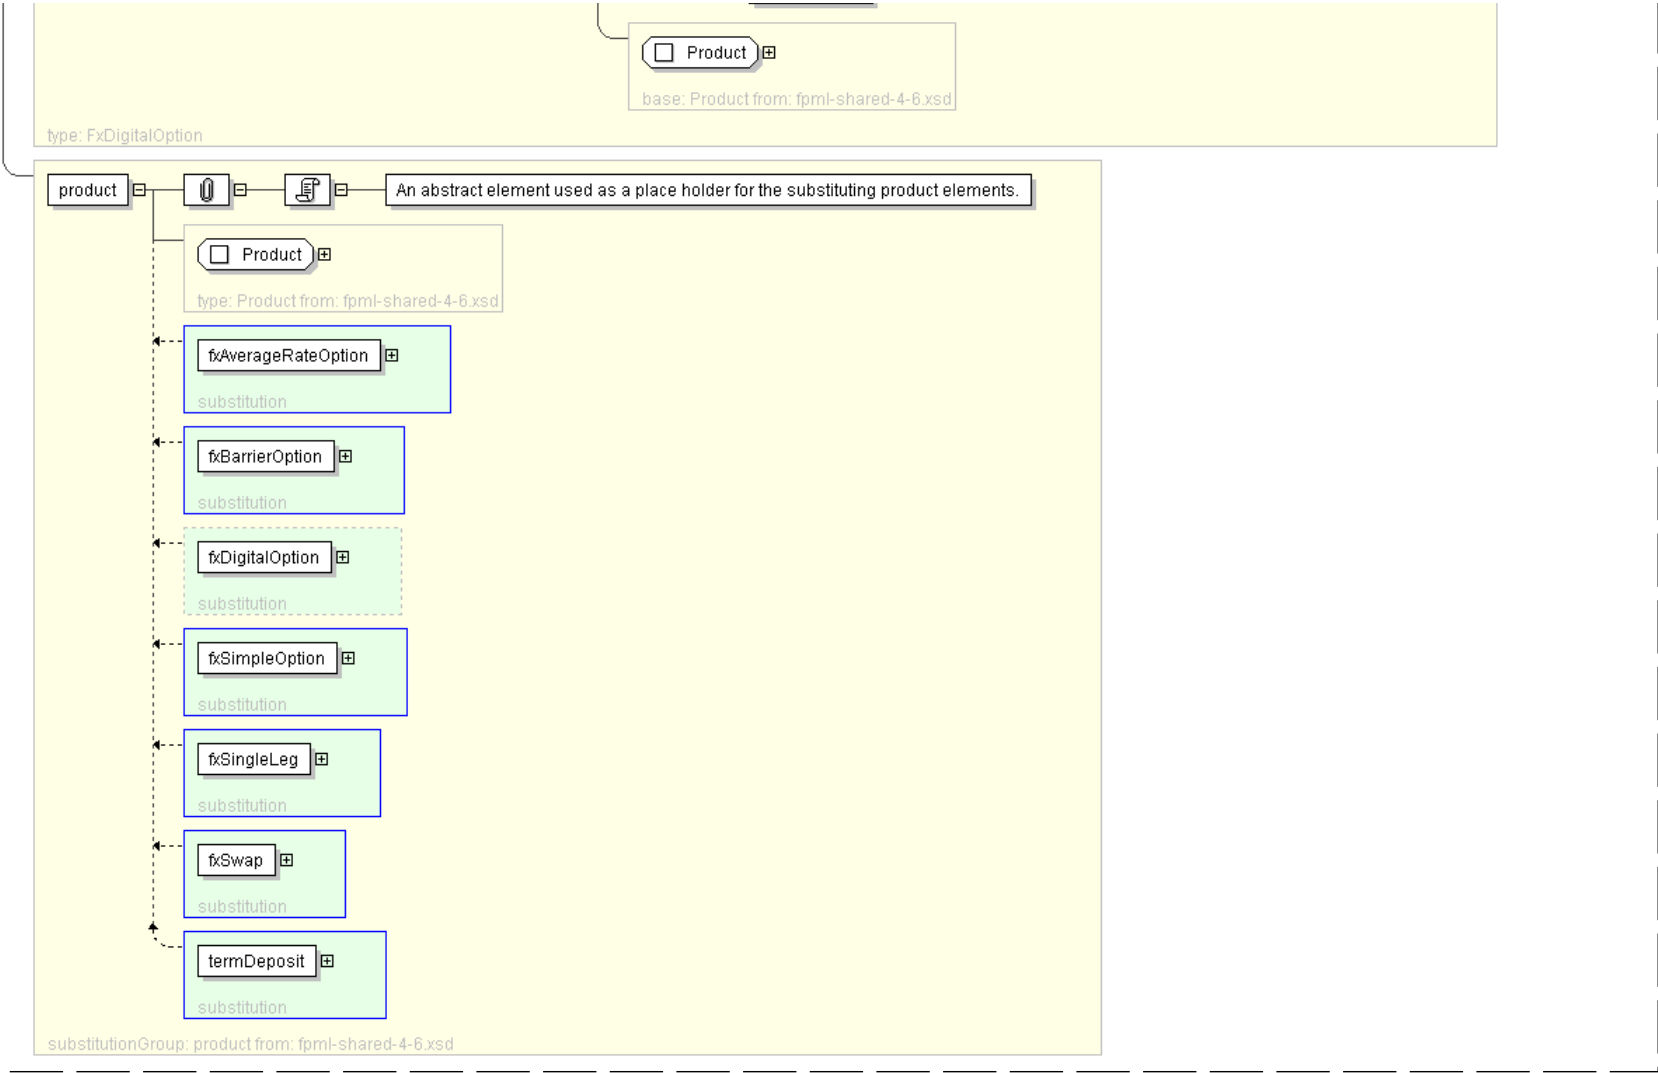 Product
base: Product from: fpml-shared-4-6.xsd
type: FxDigitalOption
product
An abstract element used as a place holder for the substituting product elements.
Product
type: Product from: fpml-shared-4-6.xsd
fxAverageRateOption
substitution
fxBarrierOption
substitution
fxDigitalOption
substitution
fxSimpleOption
substitution
fxSingleLeg
substitution
fxSwap
substitution
termDeposit
substitution
substitutionGroup: product from: fpml-shared-4-6.xsd